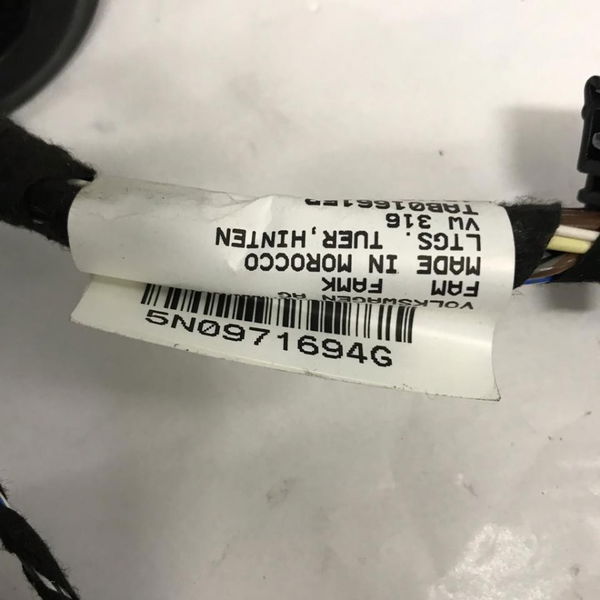 5N0971694G
VOLKSWAGEN AG
FAM FAMK
MADE IN MOROCCO
LTGS. TUER,HINTEN
VW 316